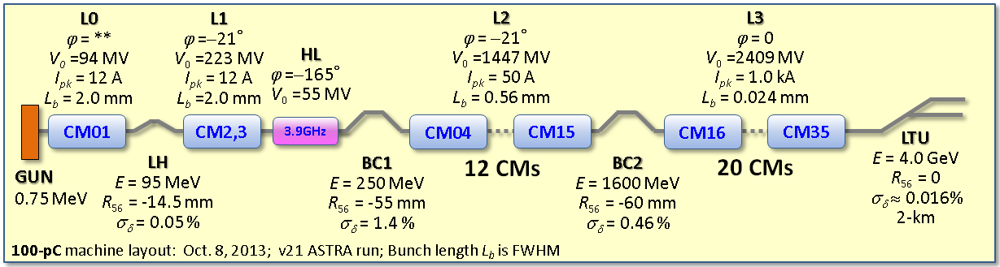 L0
φ = **
V0 =94 MV
Ipk = 12 A
Lb = 2.0 mm
L1
φ =−21°
V0 =223 MV
Ipk = 12 A
Lb =2.0 mm
HL
φ=−165°
V0 =55 MV
L2
φ = −21°
V0 =1447 MV
Ipk = 50 A
Lb = 0.56 mm
L3
φ = 0
V0 =2409 MV
Ipk = 1.0 kA
Lb = 0.024 mm
CM01
CM2,3
3.9GHz
CM04
CM15
CM16
CM35
GUN
0.75 MeV
LH
E = 95 MeV
R56 = -14.5 mm
σδ = 0.05 %
BC1
E = 250 MeV
R56 = -55 mm
σδ = 1.4 %
12 CMs
BC2
E = 1600 MeV
R56 = -60 mm
σδ = 0.46 %
20 CMs
LTU
E = 4.0 GeV
R56 = 0
σδ ≈ 0.016%
2-km
100-pC machine layout: Oct. 8, 2013; v21 ASTRA run; Bunch length Lb is FWHM